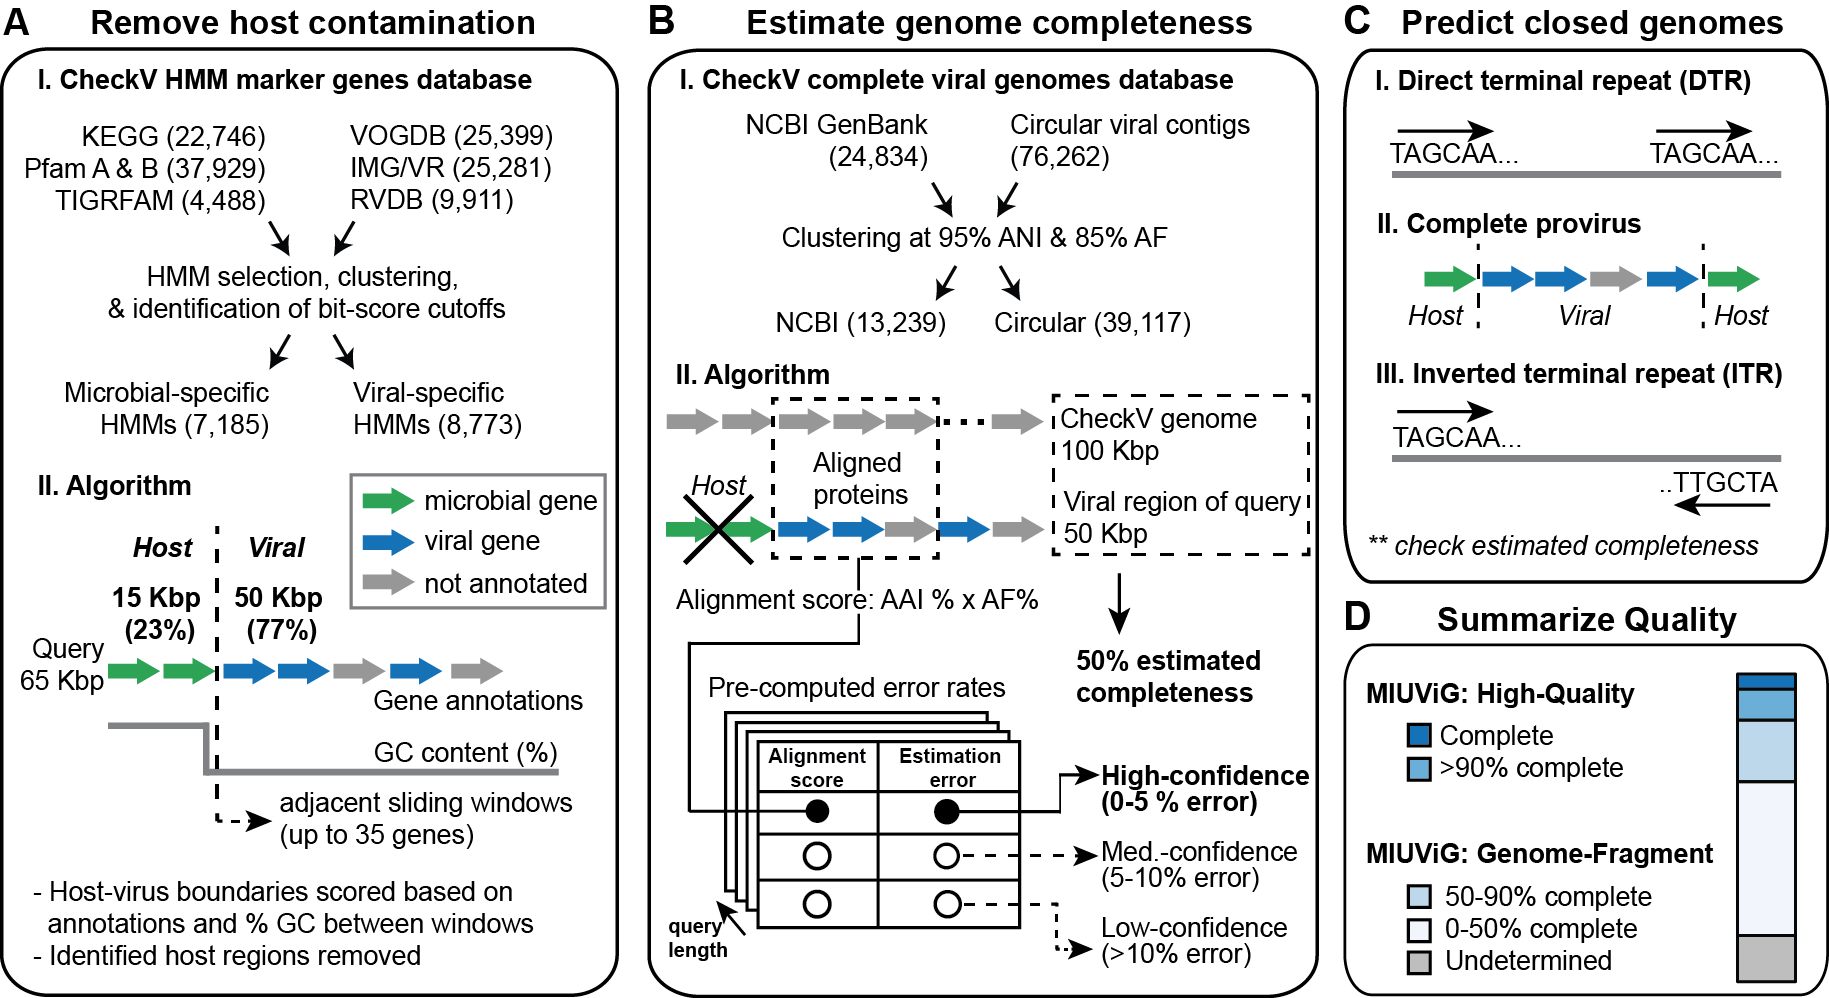 A Remove host contamination
I. CheckV HMM marker genes database
KEGG (22,746)
Pfam A & B (37,929)
TIGRFAM (4,488)
VOGDB (25,399)
IMG/VR (25,281)
RVDB (9,911)
HMM selection, clustering,
& identification of bit-score cutoffs
Microbial-specific
HMMs (7,185)
Viral-specific
HMMs (8,773)
II. Algorithm
microbial gene
viral gene
not annotated
Host
Viral
15 Kbp
(23%)
50 Kbp
(77%)
Query
65 Kbp
Gene annotations
GC content (%)
adjacent sliding windows
(up to 35 genes)
- Host-virus boundaries scored based on
annotations and % GC between windows
- Identified host regions removed
B Estimate genome completeness
I. CheckV complete viral genomes database
NCBI GenBank
(24,834)
Circular viral contigs
(76,262)
Clustering at 95% ANI & 85% AF
NCBI (13,239)
Circular (39,117)
II. Algorithm
CheckV genome
100 Kbp
Aligned
proteins
Host
Viral region of query
50 Kbp
Alignment score: AAI % x AF%
50% estimated
completeness
Pre-computed error rates
Alignment
score
Estimation
error
High-confidence
(0-5 % error)
Med.-confidence
(5-10% error)
Low-confidence
(>10% error)
query
length
C Predict closed genomes
I. Direct terminal repeat (DTR)
TAGCAA... TAGCAA...
II. Complete provirus
Host Viral Host
III. Inverted terminal repeat (ITR)
TAGCAA...
..TTGCTA
** check estimated completeness
D Summarize Quality
MIUViG: High-Quality
Complete
>90% complete
MIUViG: Genome-Fragment
50-90% complete
0-50% complete
Undetermined